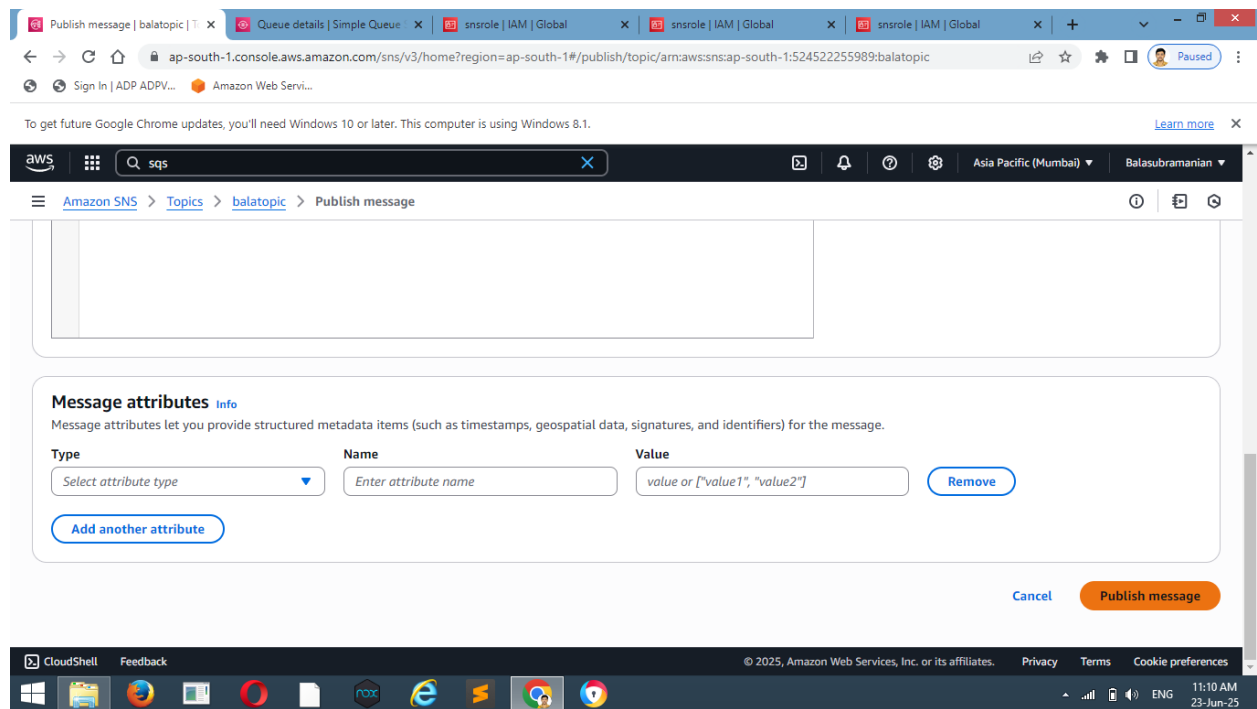 Publish message | balatopic | T
Queue details | Simple Queue
snsrole | IAM | Global
snsrole | IAM | Global
snsrole | IAM | Global
ap-south-1.console.aws.amazon.com/sns/v3/home?region=ap-south-1#/publish/topic/arn:aws:sns:ap-south-1:524522255989:balatopic
Paused
Sign In | ADP ADPV...
Amazon Web Servi...
To get future Google Chrome updates, you'll need Windows 10 or later. This computer is using Windows 8.1.
Learn more
aws
sqs
Asia Pacific (Mumbai)
Balasubramanian
Amazon SNS > Topics > balatopic > Publish message
Message attributes Info
Message attributes let you provide structured metadata items (such as timestamps, geospatial data, signatures, and identifiers) for the message.
Type
Name
Value
Select attribute type
Enter attribute name
value or ["value1", "value2"]
Remove
Add another attribute
Cancel
Publish message
CloudShell
Feedback
© 2025, Amazon Web Services, Inc. or its affiliates.
Privacy
Terms
Cookie preferences
nox
ENG
11:10 AM
23-Jun-25